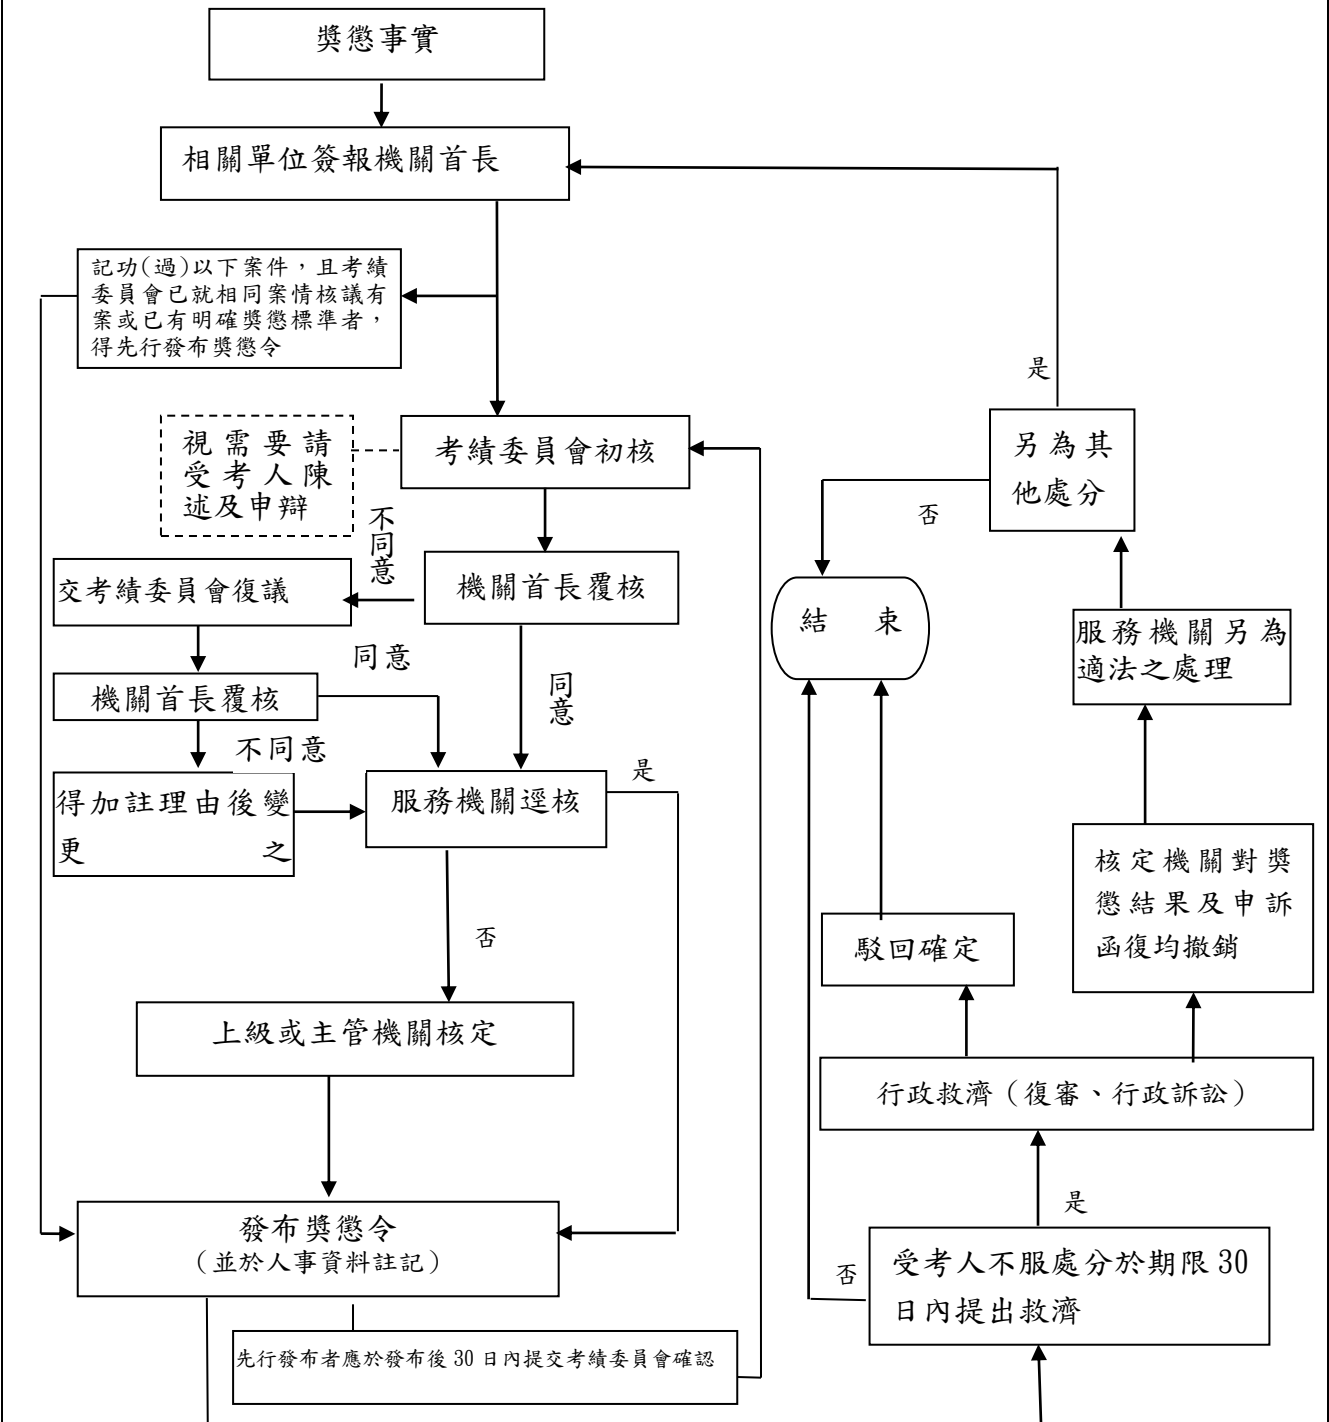 獎懲事實
相關單位簽報機關首長
記功(過)以下案件，且考績
委員會已就相同案情核議有
案或已有明確獎懲標準者，
得先行發布獎懲令
是
視需要請
受考人陳
述及申辯
考績委員會初核
另為其
他處分
否
不同意
交考績委員會復議
機關首長覆核
結　束
服務機關另為
適法之處理
同意
機關首長覆核
同意
不同意
得加註理由後變
更之
服務機關逕核
是
核定機關對獎
懲結果及申訴
函復均撤銷
否
駁回確定
上級或主管機關核定
行政救濟（復審、行政訴訟）
是
發布獎懲令
（並於人事資料註記）
否
受考人不服處分於期限 30
日內提出救濟
先行發布者應於發布後 30 日內提交考績委員會確認